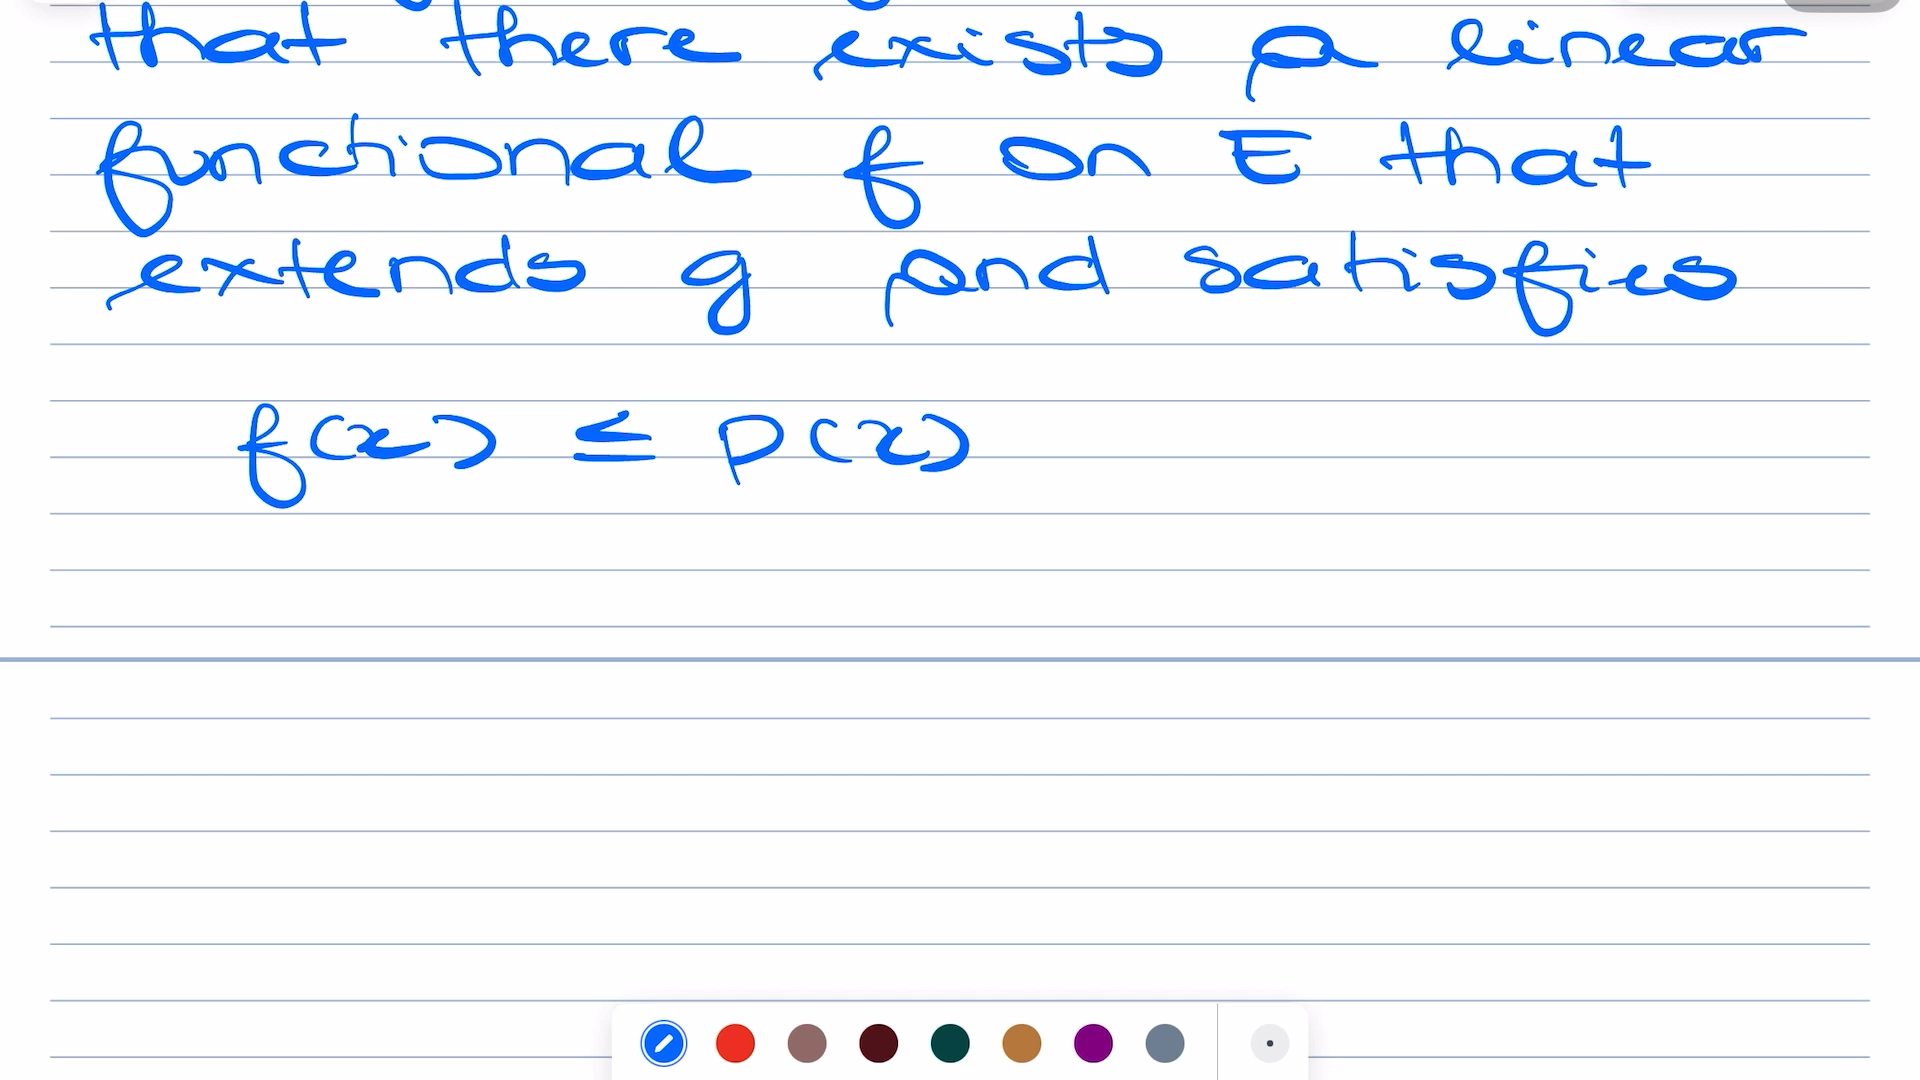 that there exists a linear
functional f on E that
extends g and satisfies
f(x) ≤ p(x)